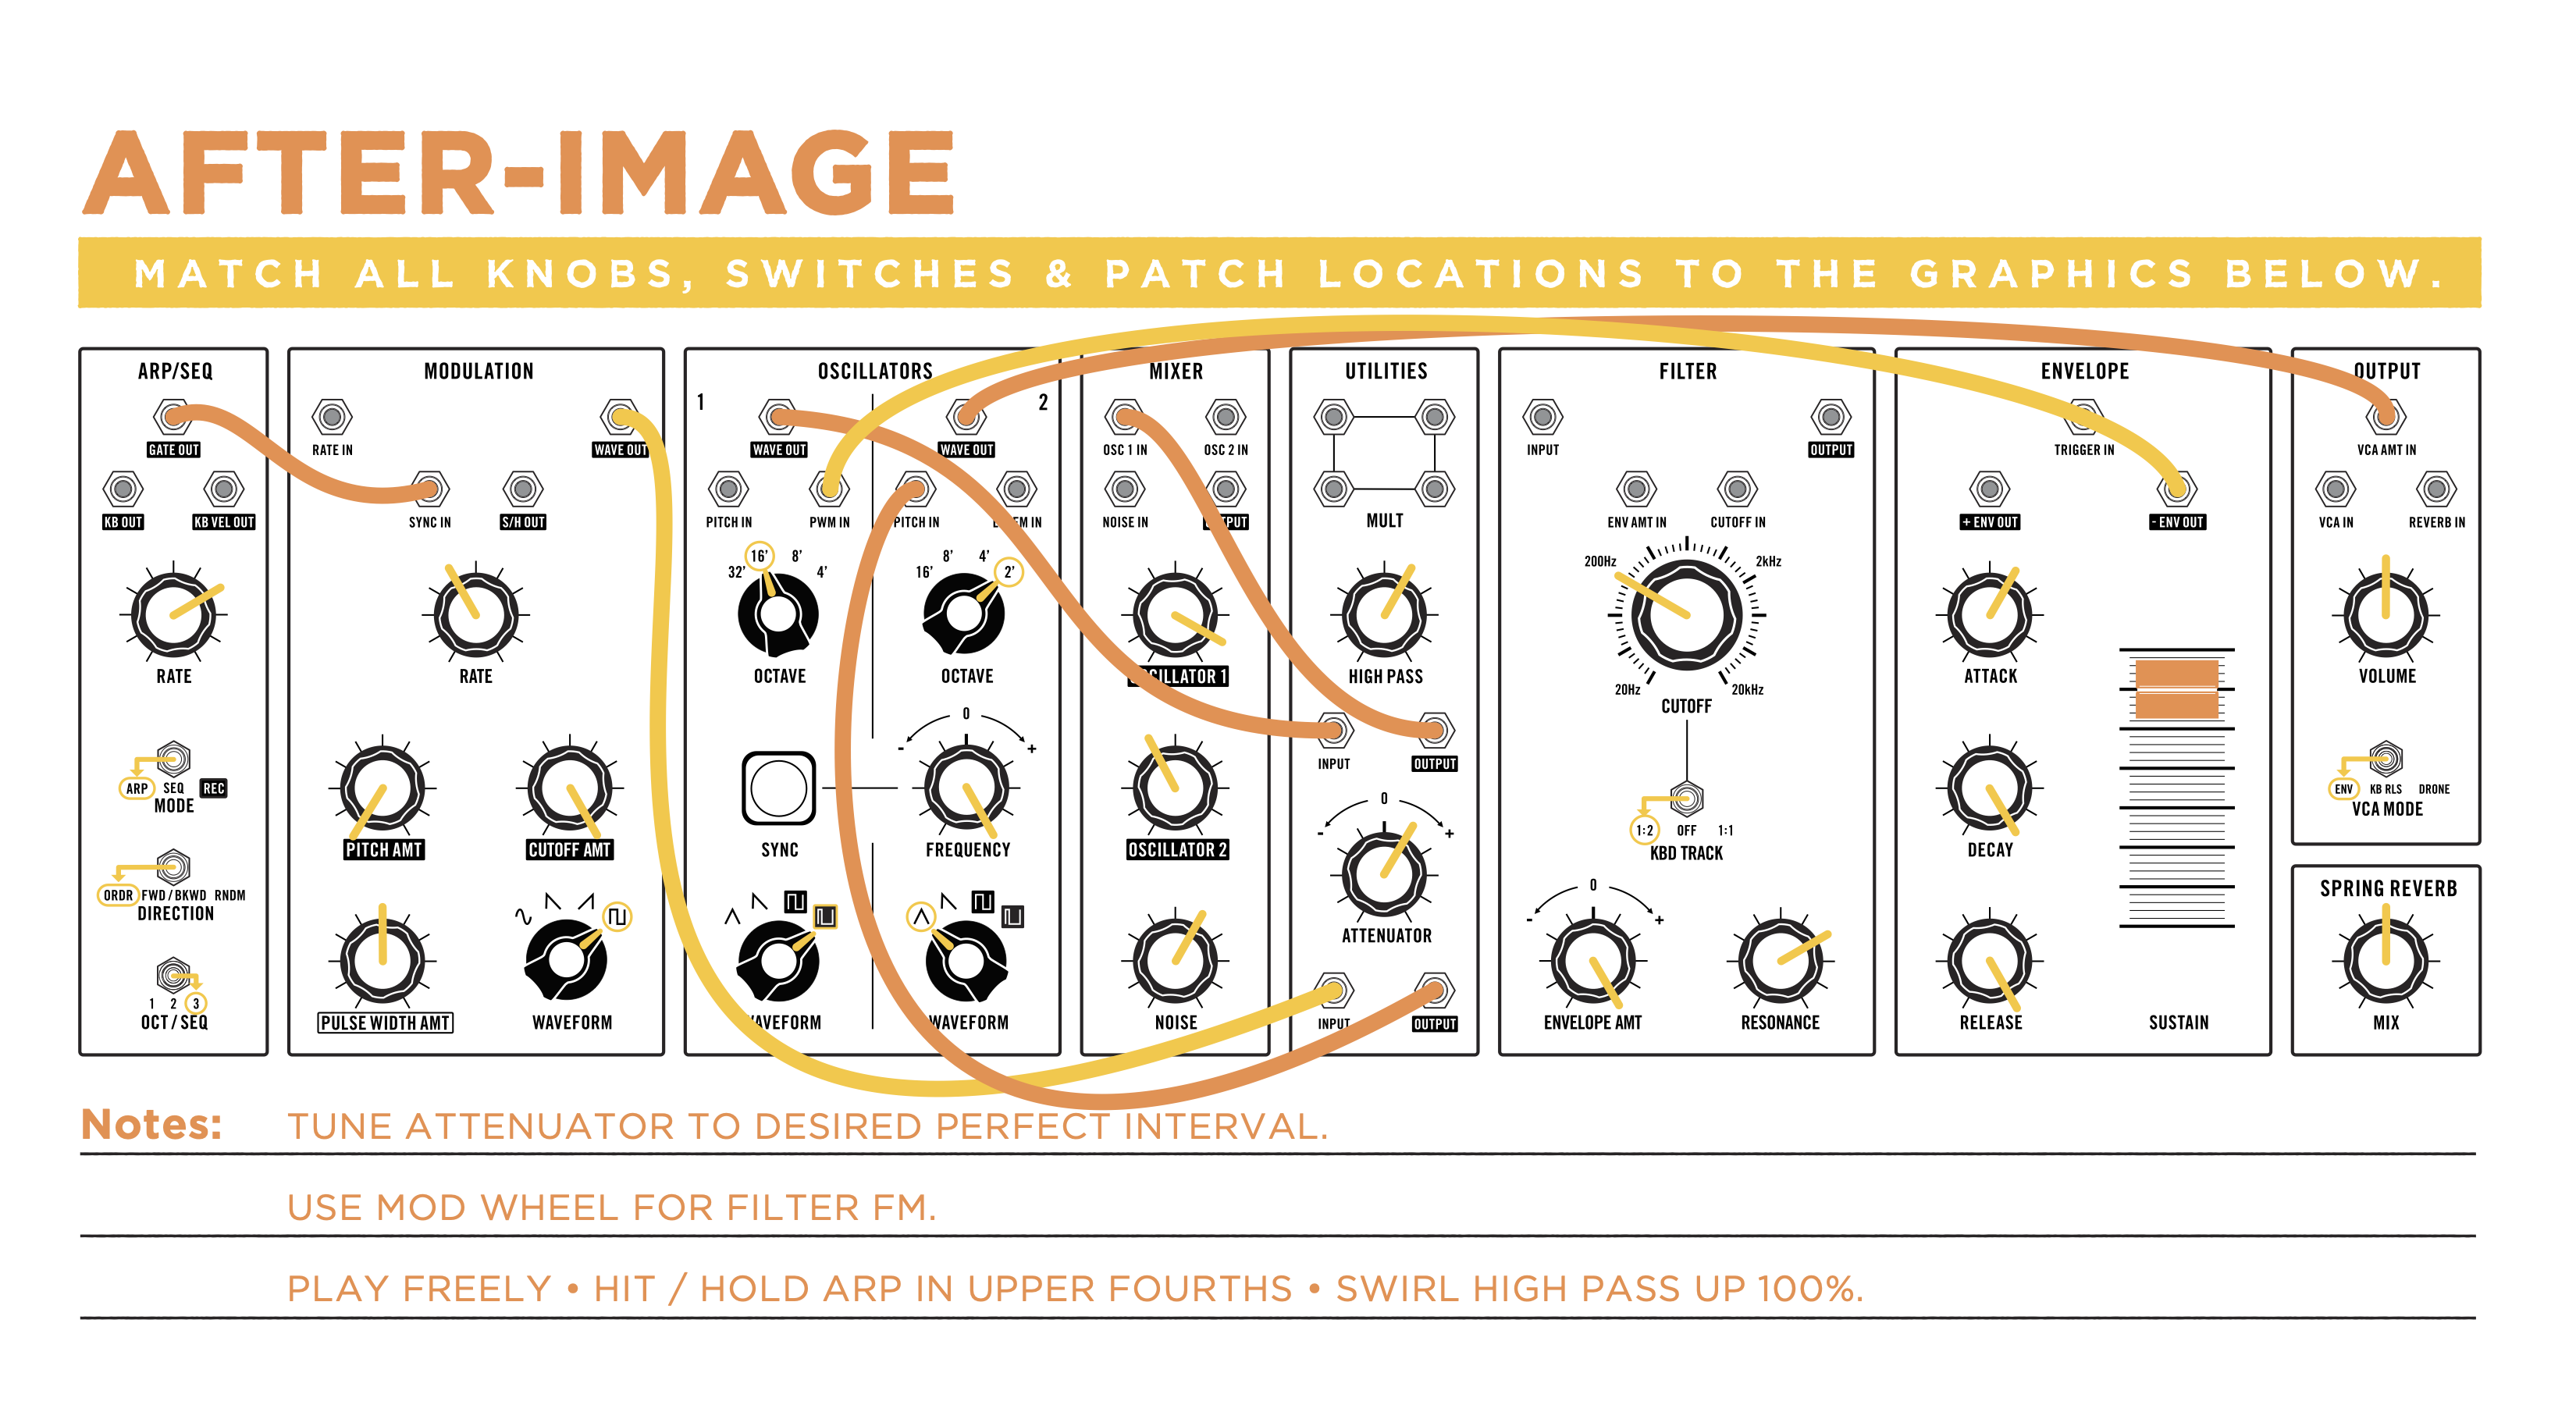 AFTER-IMAGE
MATCH ALL KNOBS, SWITCHES & PATCH LOCATIONS TO THE GRAPHICS BELOW.
ARP/SEQ
GATE OUT
KB OUT
KB VEL OUT
RATE
ARP SEQ REC
MODE
ORDR FWD/BKWD RNDM
DIRECTION
1 2 3
OCT/SEQ
MODULATION
RATE IN
WAVE OUT
SYNC IN
S/H OUT
RATE
PITCH AMT
CUTOFF AMT
PULSE WIDTH AMT
WAVEFORM
OSCILLATORS
1
2
WAVE OUT
WAVE OUT
PITCH IN
PWM IN
PITCH IN
FM IN
32' 16' 8' 4'
OCTAVE
16' 8' 4' 2'
OCTAVE
SYNC
- 0 +
FREQUENCY
WAVEFORM
WAVEFORM
MIXER
OSC 1 IN
OSC 2 IN
NOISE IN
OUTPUT
OSCILLATOR 1
OSCILLATOR 2
NOISE
UTILITIES
MULT
HIGH PASS
INPUT
OUTPUT
- 0 +
ATTENUATOR
INPUT
OUTPUT
FILTER
INPUT
OUTPUT
ENV AMT IN
CUTOFF IN
200Hz
2kHz
20Hz
20kHz
CUTOFF
1:2 OFF 1:1
KBD TRACK
- 0 +
ENVELOPE AMT
RESONANCE
ENVELOPE
TRIGGER IN
+ ENV OUT
- ENV OUT
ATTACK
DECAY
RELEASE
SUSTAIN
OUTPUT
VCA AMT IN
VCA IN
REVERB IN
VOLUME
ENV KB RLS DRONE
VCA MODE
SPRING REVERB
MIX
Notes: TUNE ATTENUATOR TO DESIRED PERFECT INTERVAL.
USE MOD WHEEL FOR FILTER FM.
PLAY FREELY • HIT / HOLD ARP IN UPPER FOURTHS • SWIRL HIGH PASS UP 100%.